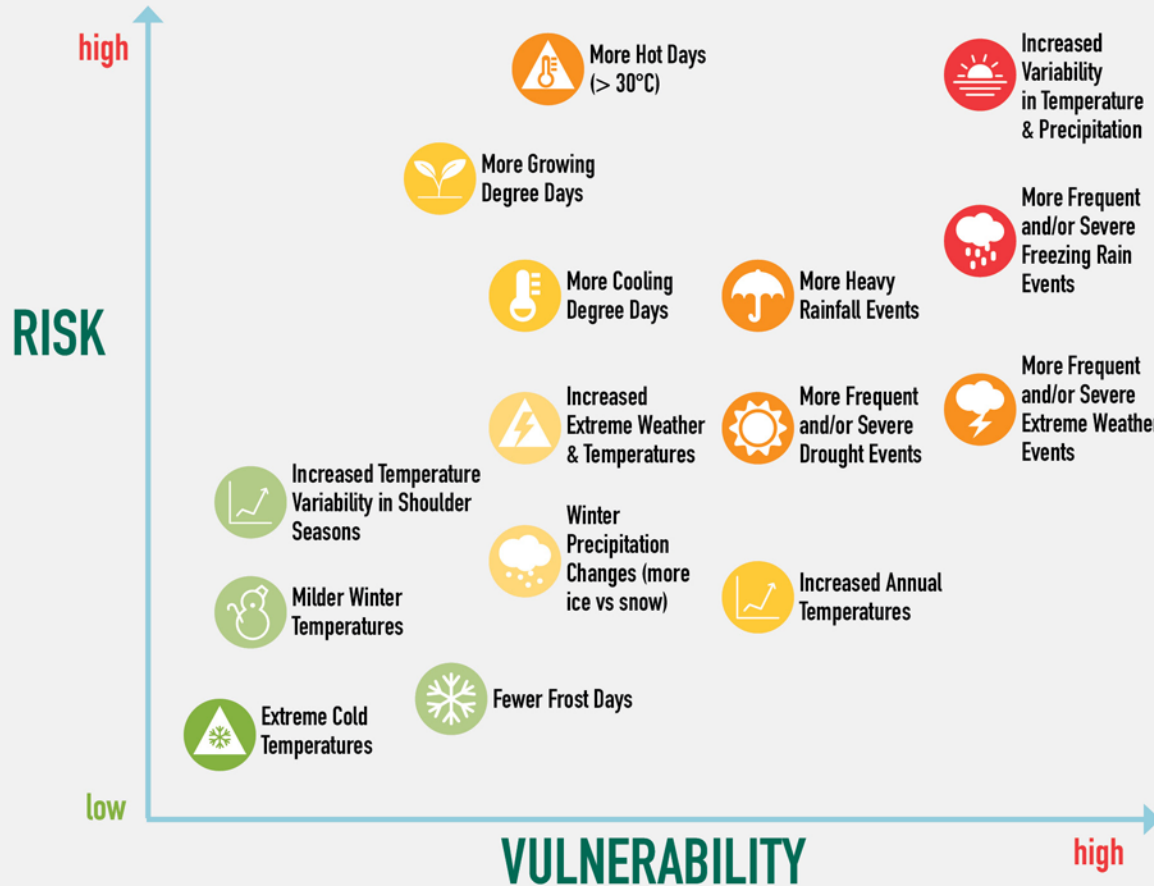 high
More Hot Days
(> 30°C)
Increased
Variability
in Temperature
& Precipitation
More Growing
Degree Days
More Frequent
and/or Severe
Freezing Rain
Events
More Cooling
Degree Days
More Heavy
Rainfall Events
RISK
Increased
Extreme Weather
& Temperatures
More Frequent
and/or Severe
Drought Events
More Frequent
and/or Severe
Extreme Weather
Events
Increased Temperature
Variability in Shoulder
Seasons
Winter
Precipitation
Changes (more
ice vs snow)
Increased Annual
Temperatures
Milder Winter
Temperatures
Fewer Frost Days
Extreme Cold
Temperatures
low
VULNERABILITY
high